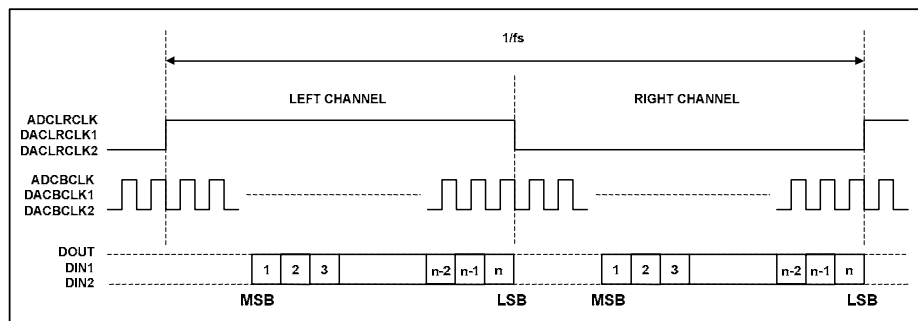 1/fs
LEFT CHANNEL RIGHT CHANNEL
ADCLRCLK
DACLRCLK1
DACLRCLK2
ADCBCLK
DACBCLK1
DACBCLK2
DOUT
DIN1
DIN2
1 2 3 n-2 n-1 n 1 2 3 n-2 n-1 n
MSB LSB MSB LSB